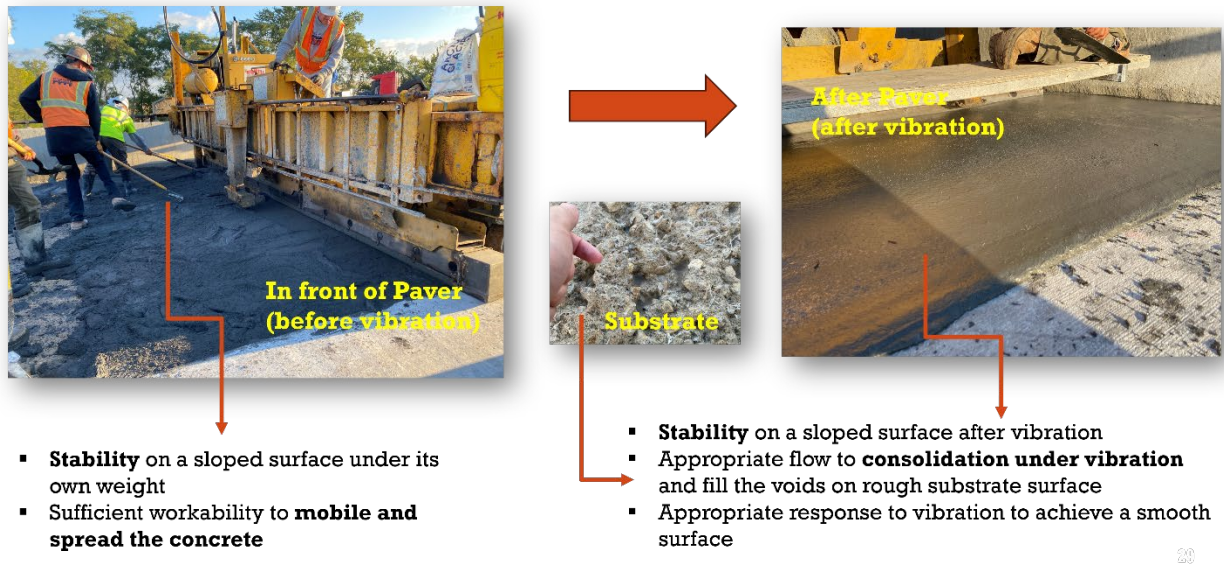 In front of Paver
(before vibration)
Substrate
After Paver
(after vibration)
▪ Stability on a sloped surface under its
own weight
▪ Sufficient workability to mobile and
spread the concrete
▪ Stability on a sloped surface after vibration
▪ Appropriate flow to consolidation under vibration
and fill the voids on rough substrate surface
▪ Appropriate response to vibration to achieve a smooth
surface